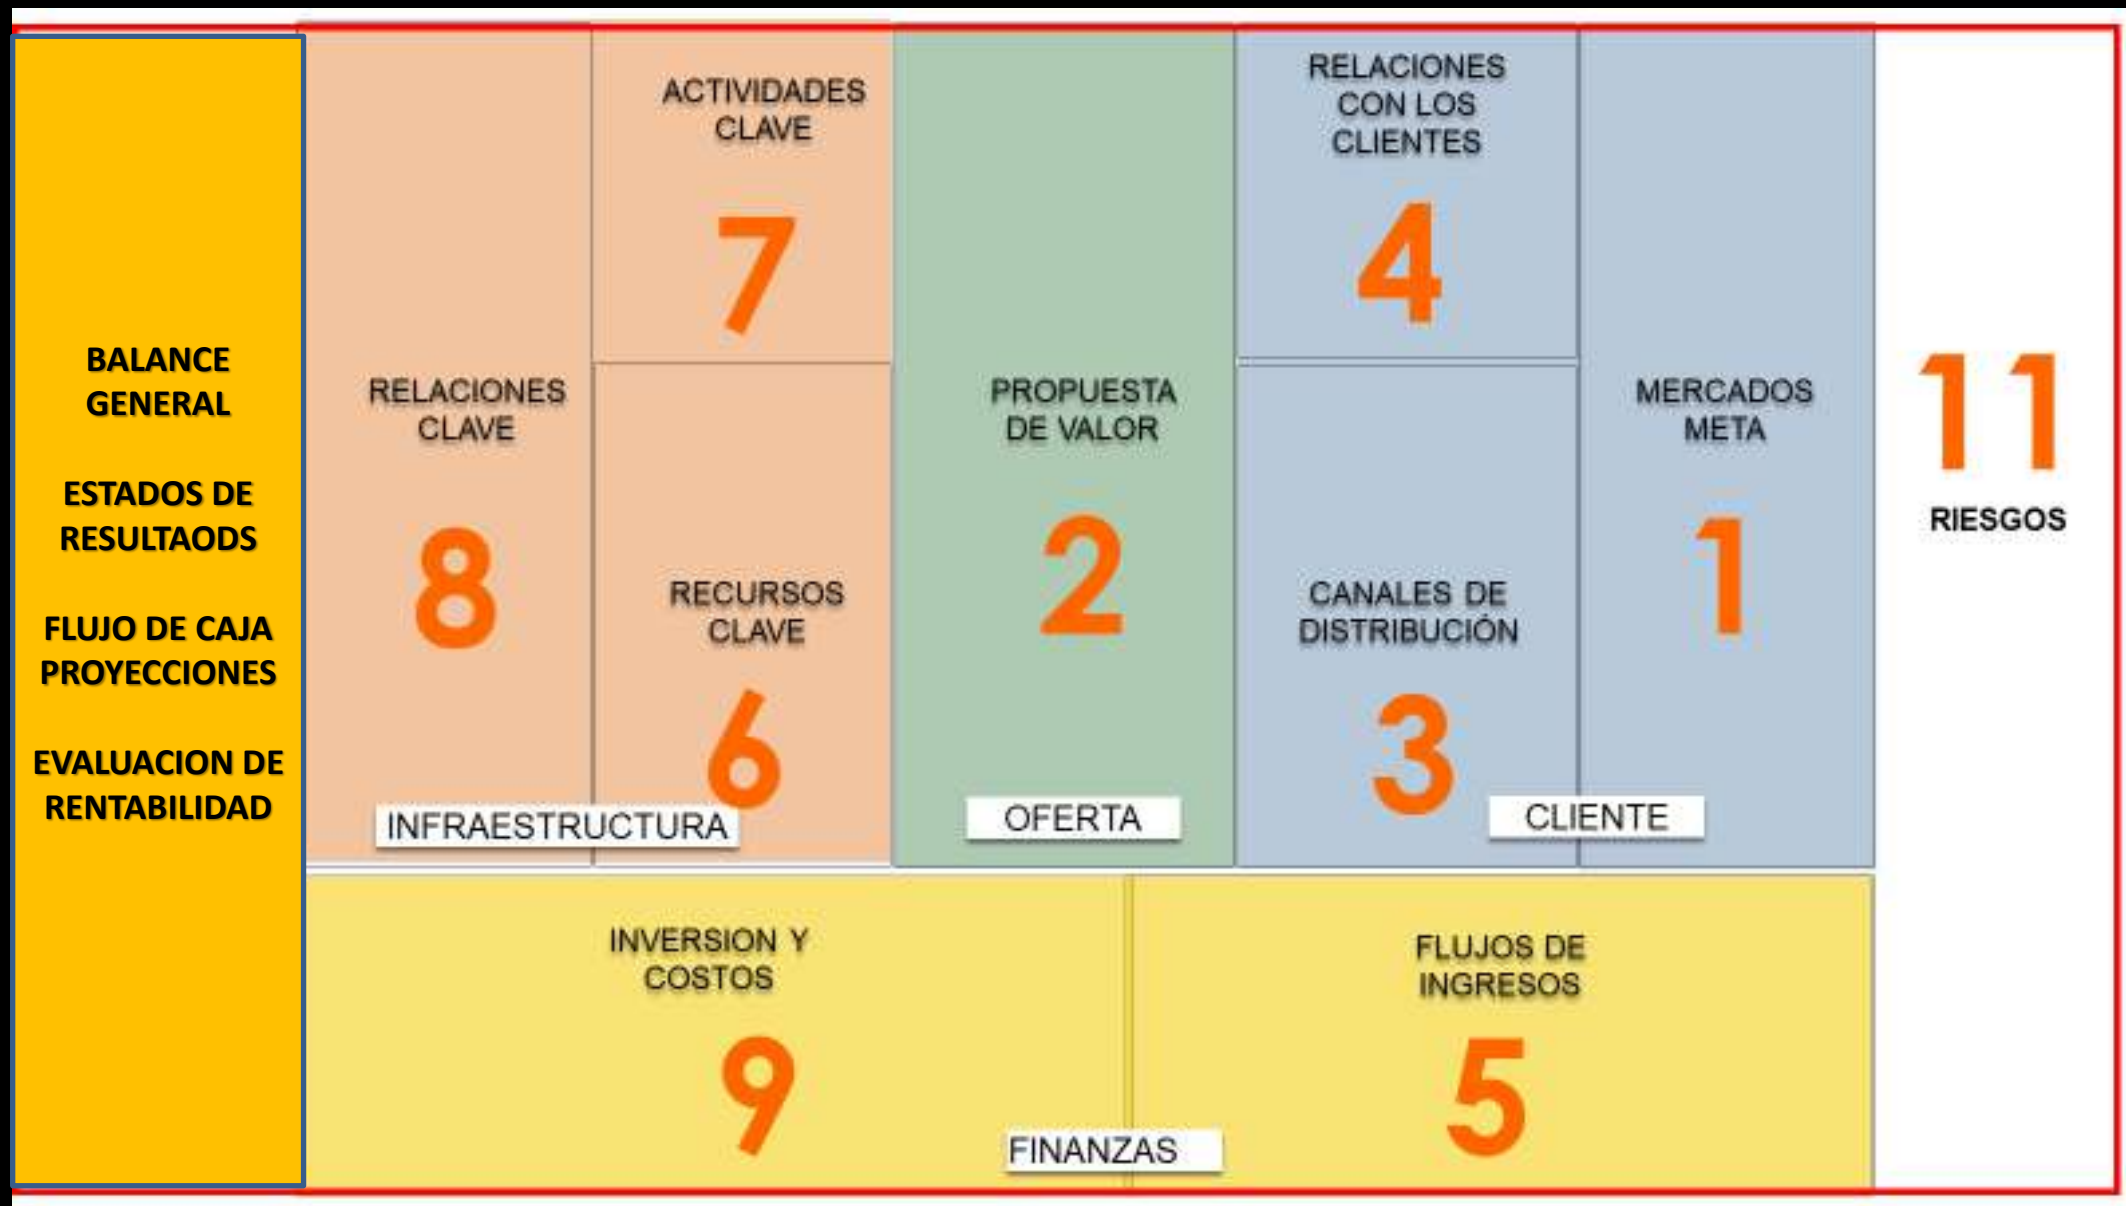 BALANCE
GENERAL
ESTADOS DE
RESULTAODS
FLUJO DE CAJA
PROYECCIONES
EVALUACION DE
RENTABILIDAD
RELACIONES
CLAVE
8
ACTIVIDADES
CLAVE
7
RECURSOS
CLAVE
6
INFRAESTRUCTURA
PROPUESTA
DE VALOR
2
OFERTA
RELACIONES
CON LOS
CLIENTES
4
CANALES DE
DISTRIBUCIÓN
3
MERCADOS
META
1
CLIENTE
11
RIESGOS
INVERSION Y
COSTOS
9
FLUJOS DE
INGRESOS
5
FINANZAS